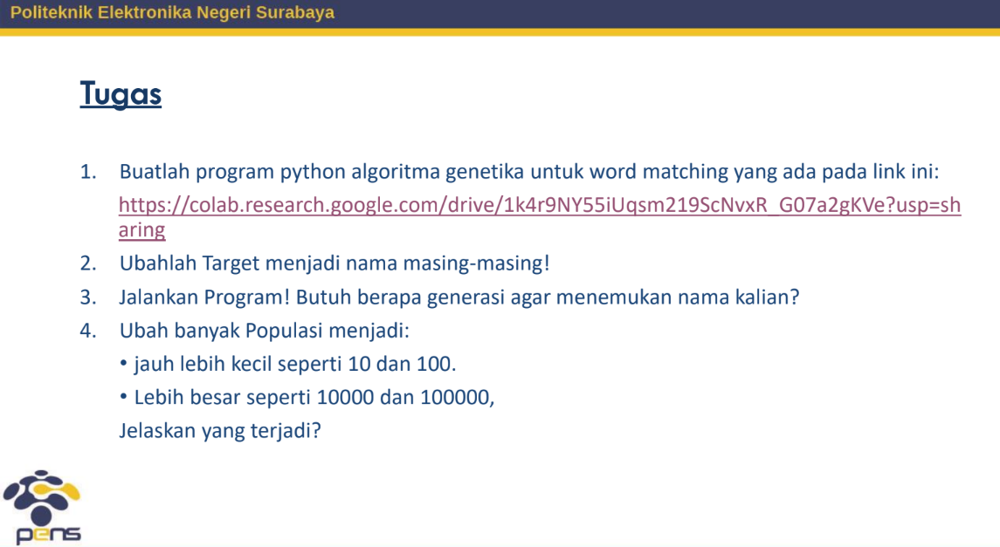 Politeknik Elektronika Negeri Surabaya
Tugas
1. Buatlah program python algoritma genetika untuk word matching yang ada pada link ini:
https://colab.research.google.com/drive/1k4r9NY55iUqsm219ScNvxR_G07a2gKVe?usp=sh
aring
2. Ubahlah Target menjadi nama masing-masing!
3. Jalankan Program! Butuh berapa generasi agar menemukan nama kalian?
4. Ubah banyak Populasi menjadi:
• jauh lebih kecil seperti 10 dan 100.
• Lebih besar seperti 10000 dan 100000,
Jelaskan yang terjadi?
pens